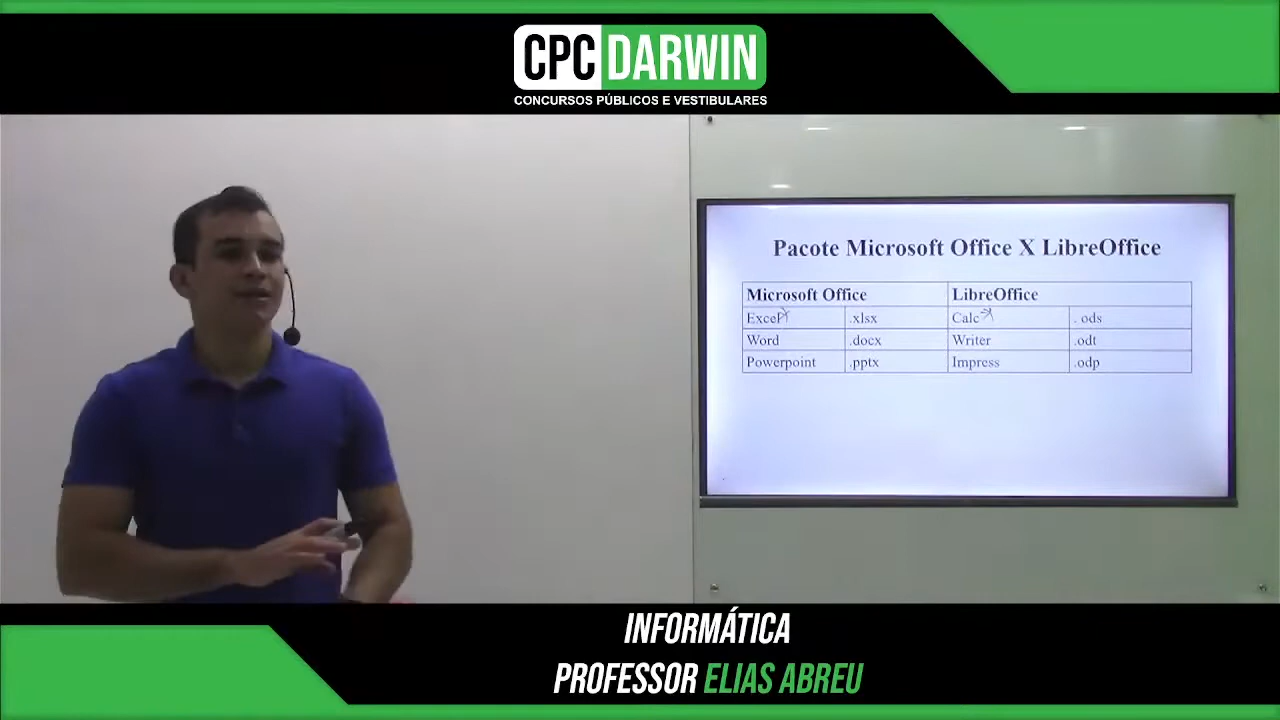 CPC DARWIN
CONCURSOS PÚBLICOS E VESTIBULARES
Pacote Microsoft Office X LibreOffice
Microsoft Office LibreOffice
Excel .xlsx Calc . ods
Word .docx Writer .odt
Powerpoint .pptx Impress .odp
INFORMÁTICA
PROFESSOR ELIAS ABREU